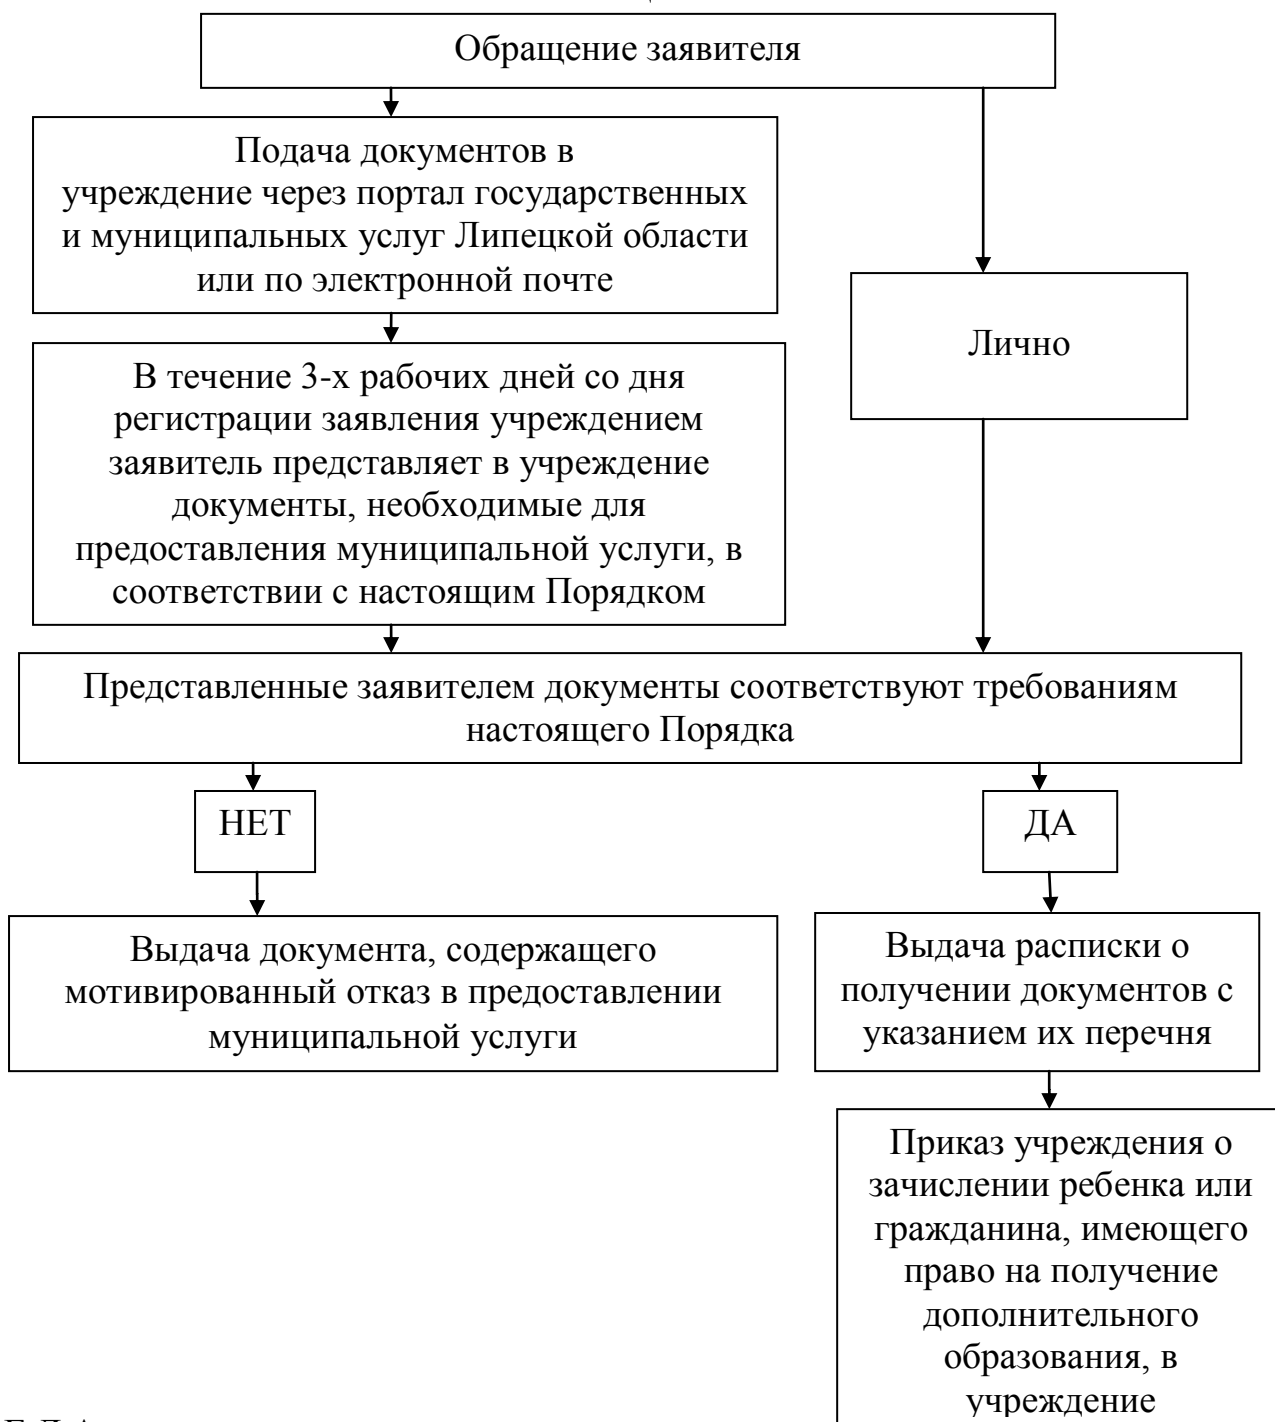 Обращение заявителя
Подача документов в
учреждение через портал государственных
и муниципальных услуг Липецкой области
или по электронной почте
Лично
В течение 3-х рабочих дней со дня
регистрации заявления учреждением
заявитель представляет в учреждение
документы, необходимые для
предоставления муниципальной услуги, в
соответствии с настоящим Порядком
Представленные заявителем документы соответствуют требованиям
настоящего Порядка
НЕТ
ДА
Выдача документа, содержащего
мотивированный отказ в предоставлении
муниципальной услуги
Выдача расписки о
получении документов с
указанием их перечня
Приказ учреждения о
зачислении ребенка или
гражданина, имеющего
право на получение
дополнительного
образования, в
учреждение